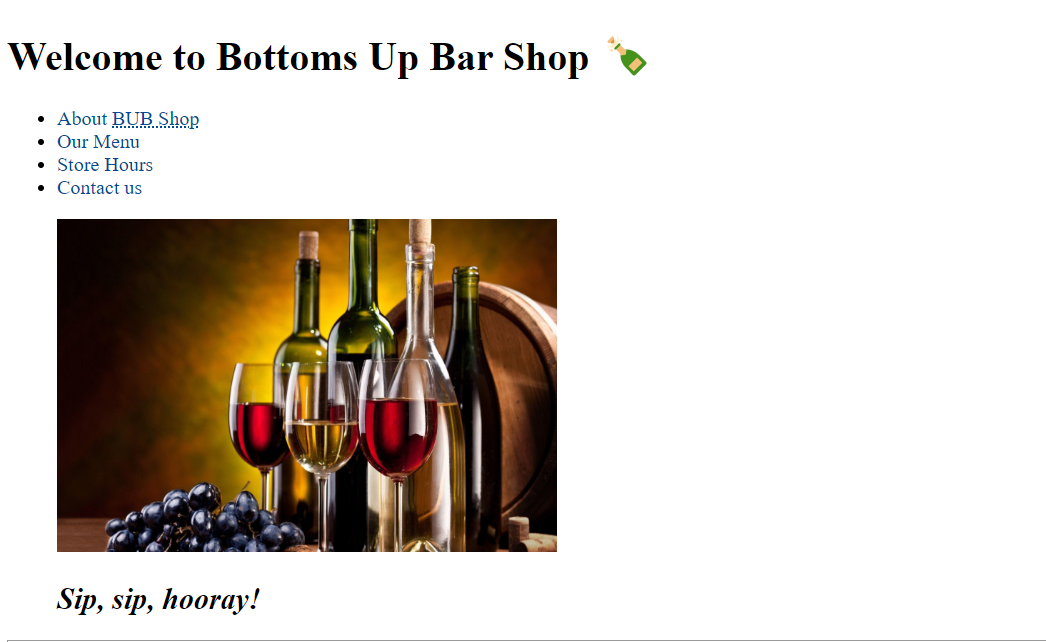 Welcome to Bottoms Up Bar Shop 🍾
About BUB Shop
Our Menu
Store Hours
Contact us
Sip, sip, hooray!